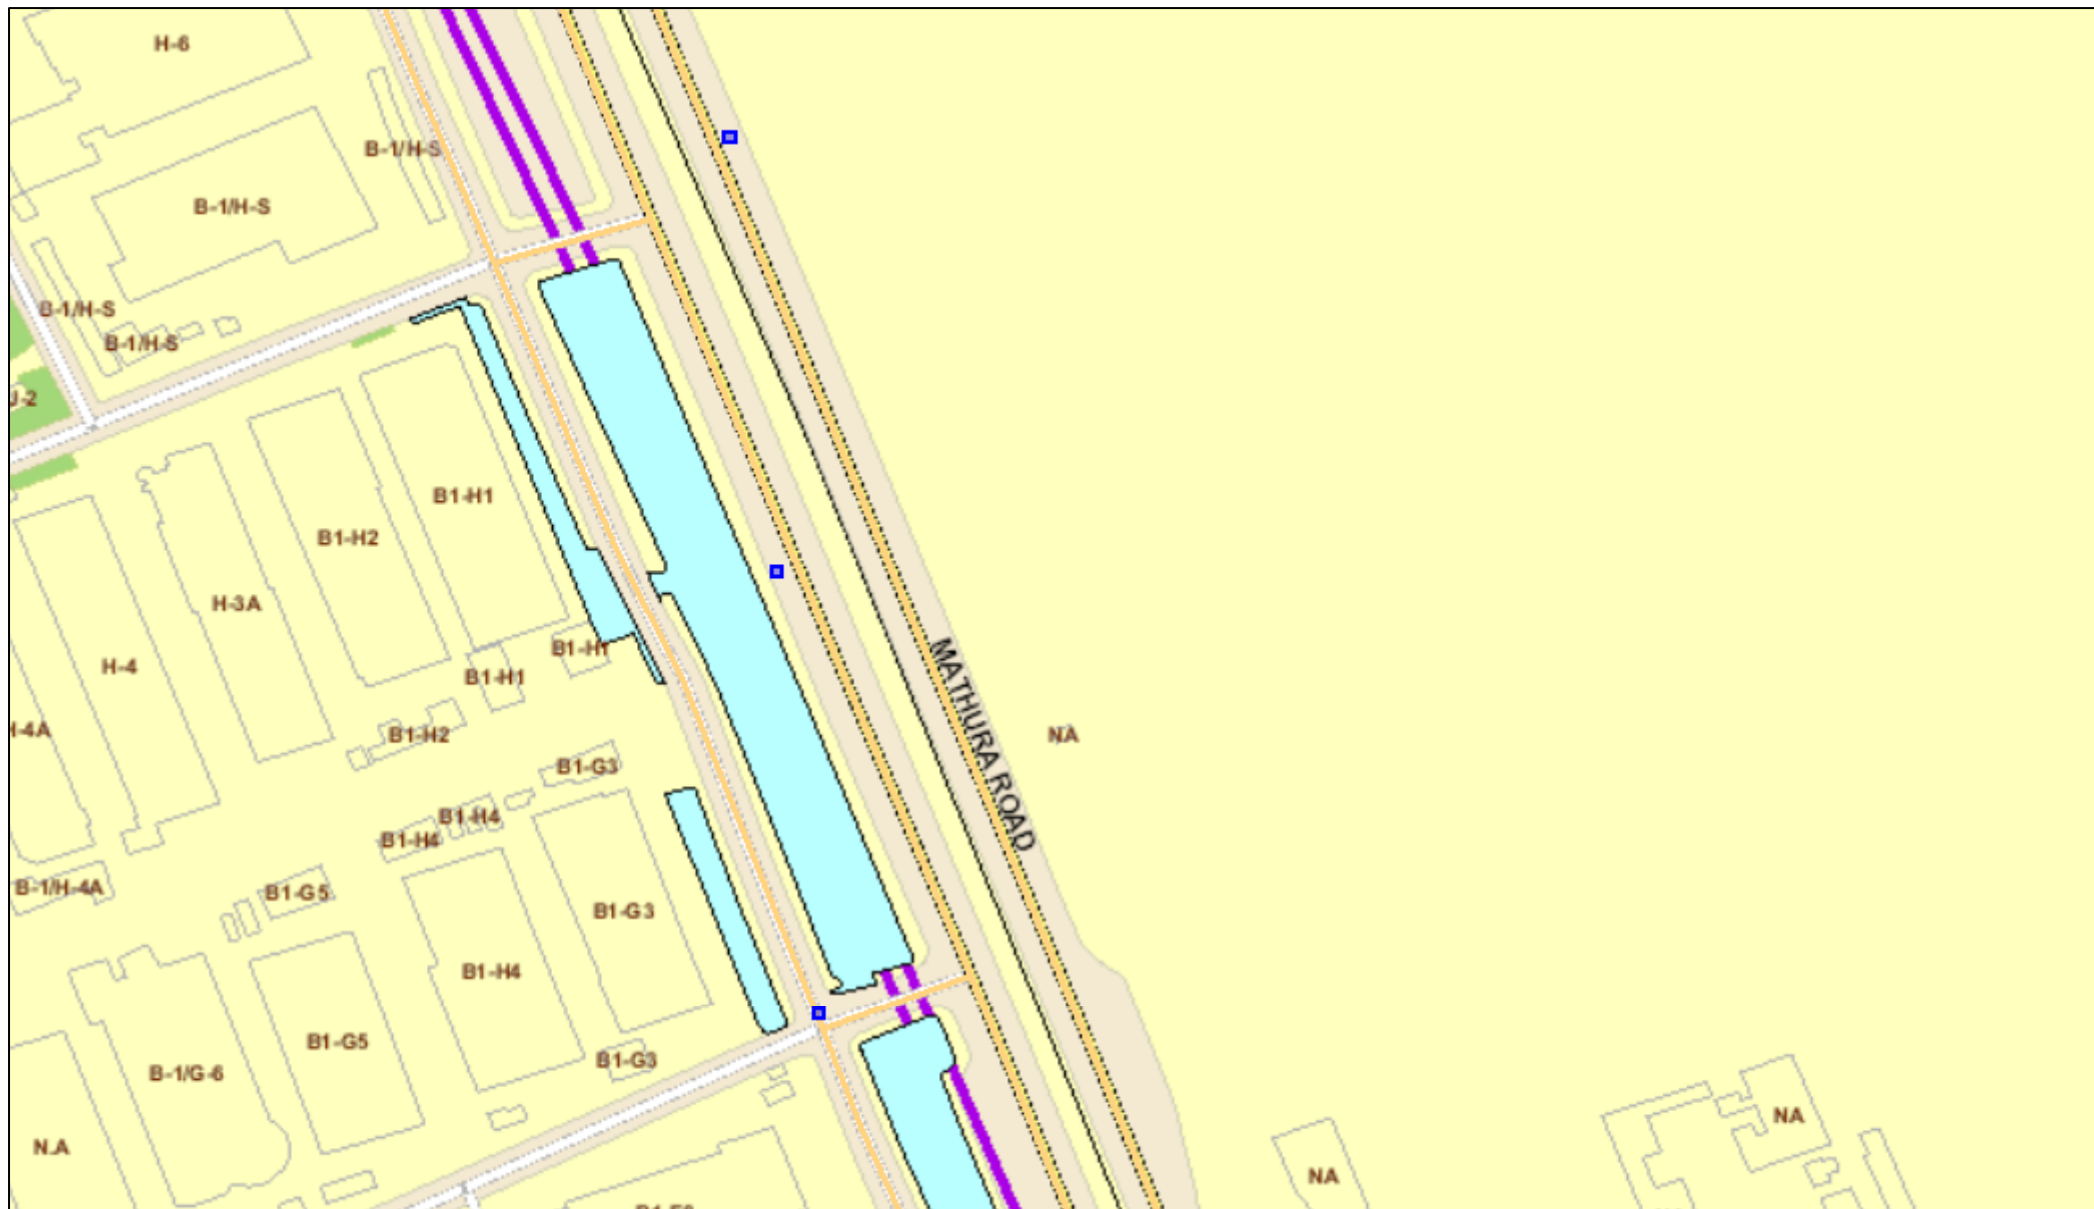 H-6
B-1/H-S
B-1/H-S
B-1/H-S
B-1/H-S
J-2
B1-H1
B1-H2
H-3A
B1-H1
H-4
B1-H1
MATHURA ROAD
H-4A
B1-H2
NA
B1-G3
B1-H4
B1-H4
B-1/H-4A
B1-G5
B1-G3
B1-H4
B1-G5
B1-G3
B-1/G-6
NA
N.A
NA